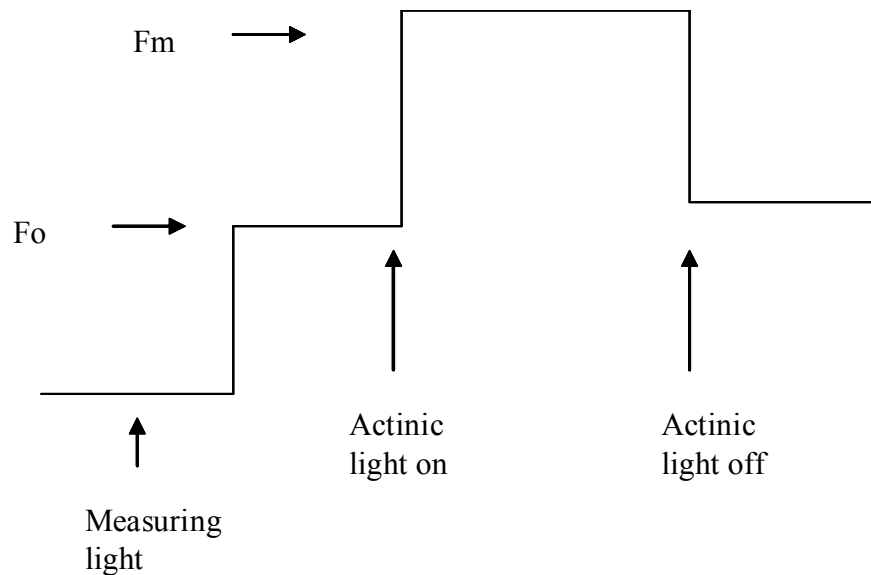 Fm
Fo
Actinic
light on
Actinic
light off
Measuring
light